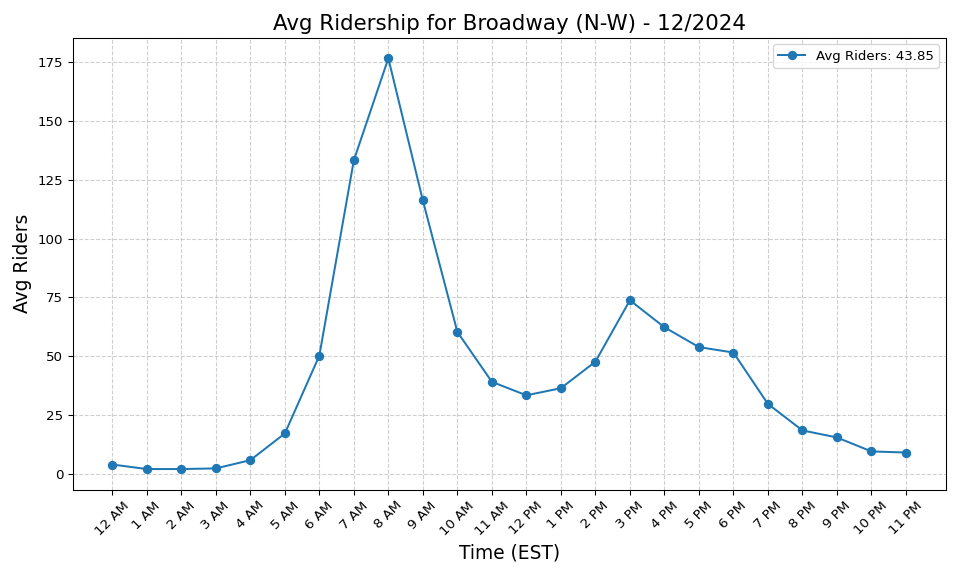 Avg Ridership for Broadway (N-W) - 12/2024
Avg Riders: 43.85
Avg Riders
175
150
125
100
75
50
25
0
12 AM
1 AM
2 AM
3 AM
4 AM
5 AM
6 AM
7 AM
8 AM
9 AM
10 AM
11 AM
12 PM
1 PM
2 PM
3 PM
4 PM
5 PM
6 PM
7 PM
8 PM
9 PM
10 PM
11 PM
Time (EST)